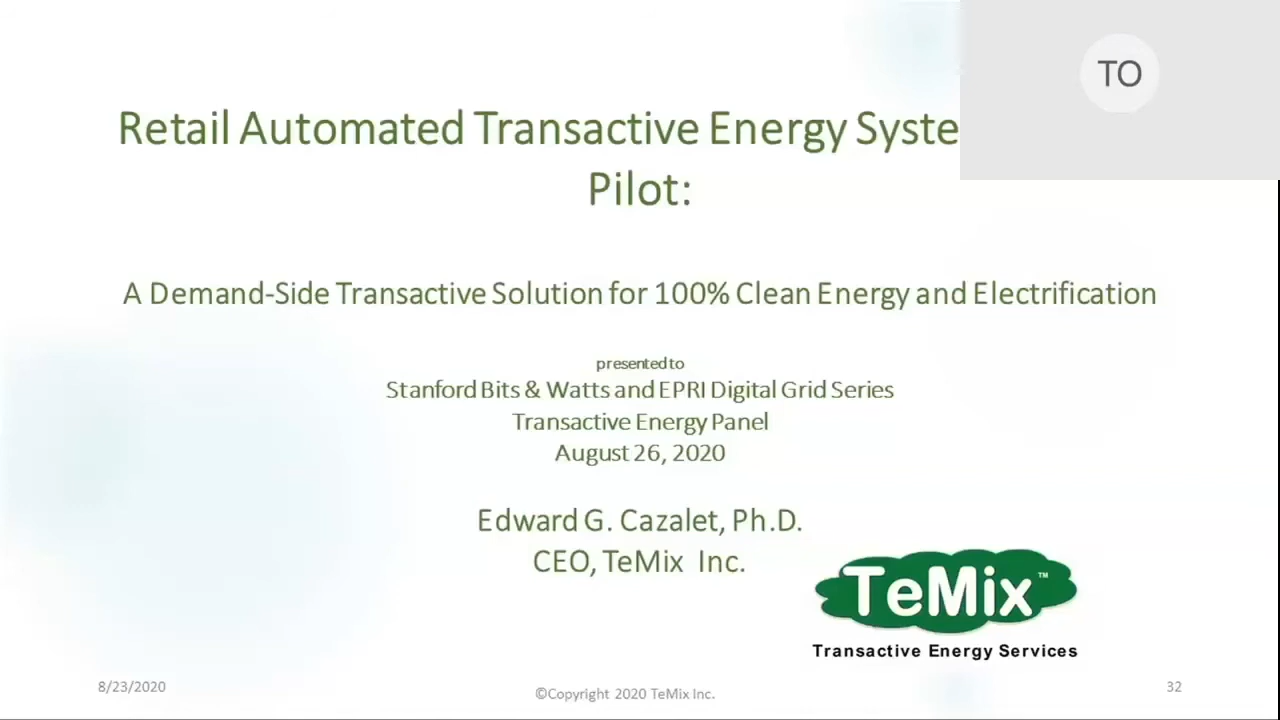 TO
Retail Automated Transactive Energy Syste
Pilot:
A Demand-Side Transactive Solution for 100% Clean Energy and Electrification
presented to
Stanford Bits & Watts and EPRI Digital Grid Series
Transactive Energy Panel
August 26, 2020
Edward G. Cazalet, Ph.D.
CEO, TeMix Inc.
TeMix™
Transactive Energy Services
8/23/2020
©Copyright 2020 TeMix Inc.
32